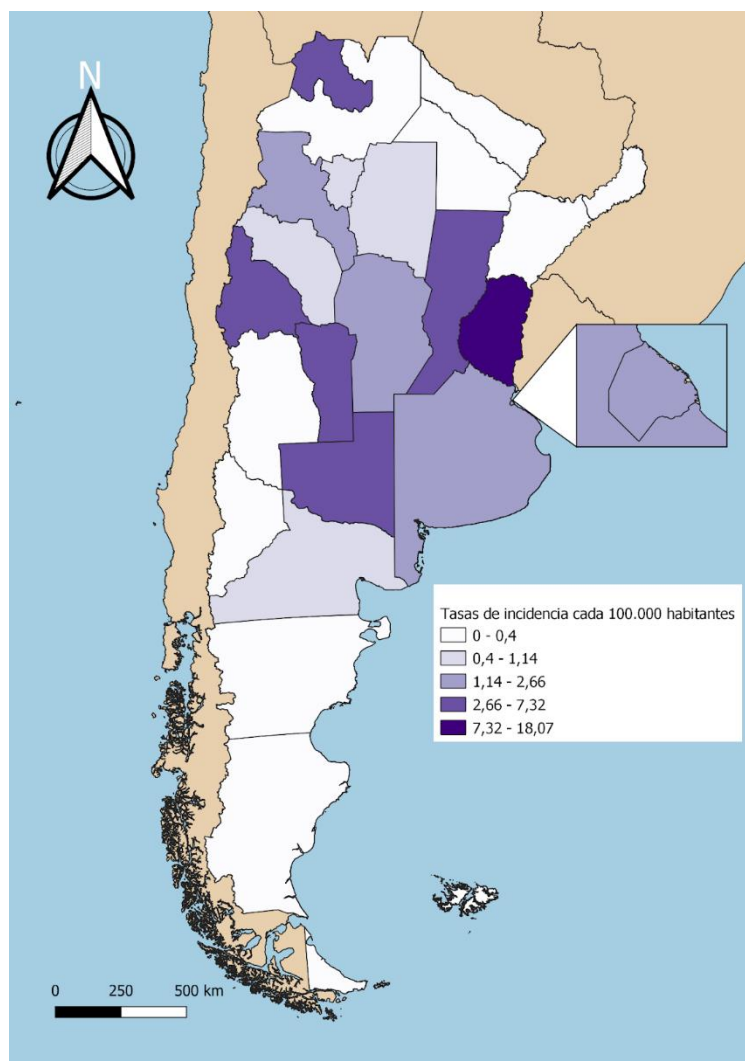 N
Tasas de incidencia cada 100.000 habitantes
0 - 0,4
0,4 - 1,14
1,14 - 2,66
2,66 - 7,32
7,32 - 18,07
0 250 500 km